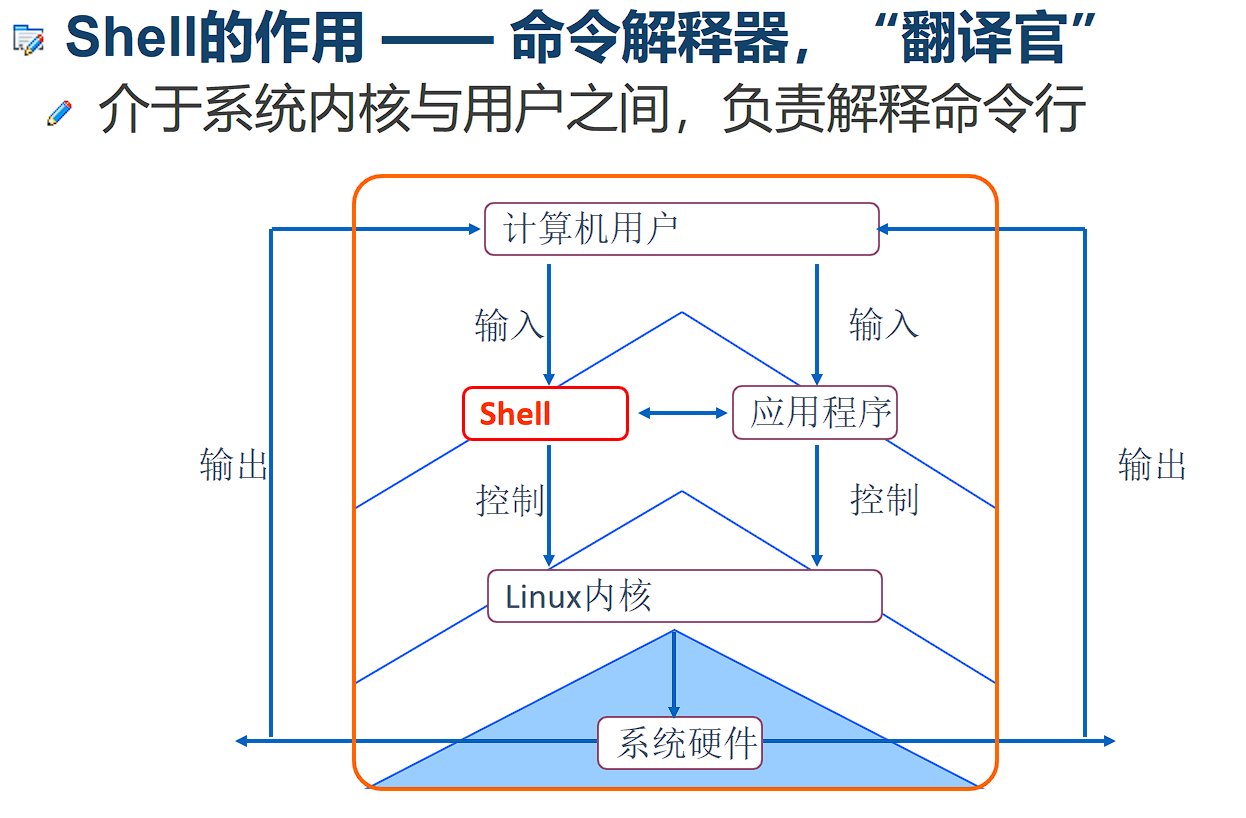 Shell的作用 —— 命令解释器，“翻译官”
介于系统内核与用户之间，负责解释命令行
计算机用户
输入
输入
Shell
应用程序
输出
输出
控制
控制
Linux内核
系统硬件